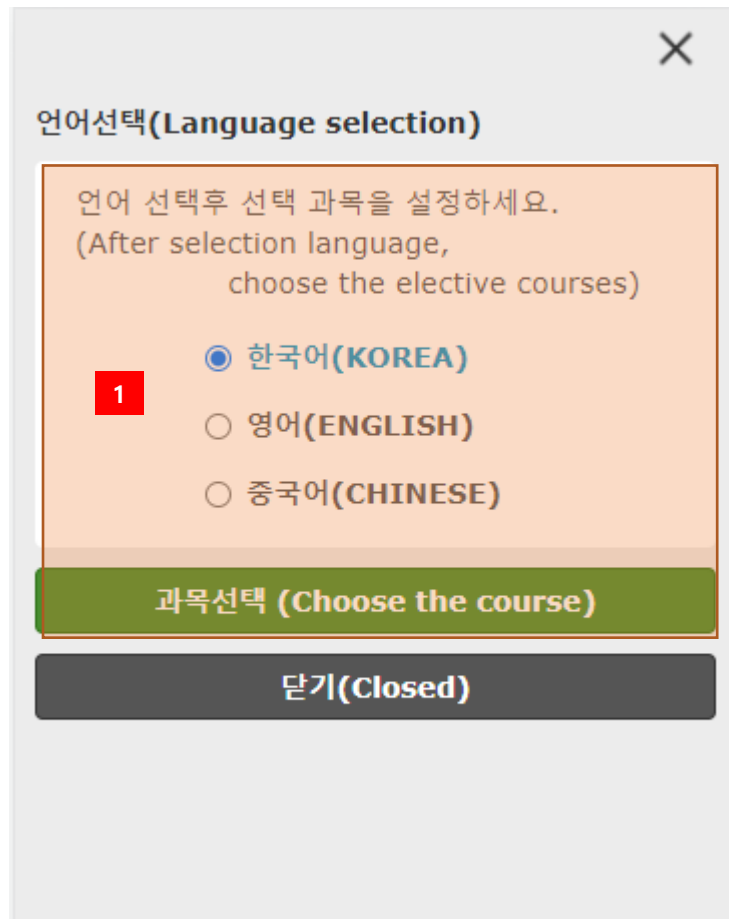 언어선택(Language selection)
언어 선택후 선택 과목을 설정하세요.
(After selection language,
choose the elective courses)
한국어(KOREA)
1
영어(ENGLISH)
중국어(CHINESE)
과목선택 (Choose the course)
닫기(Closed)